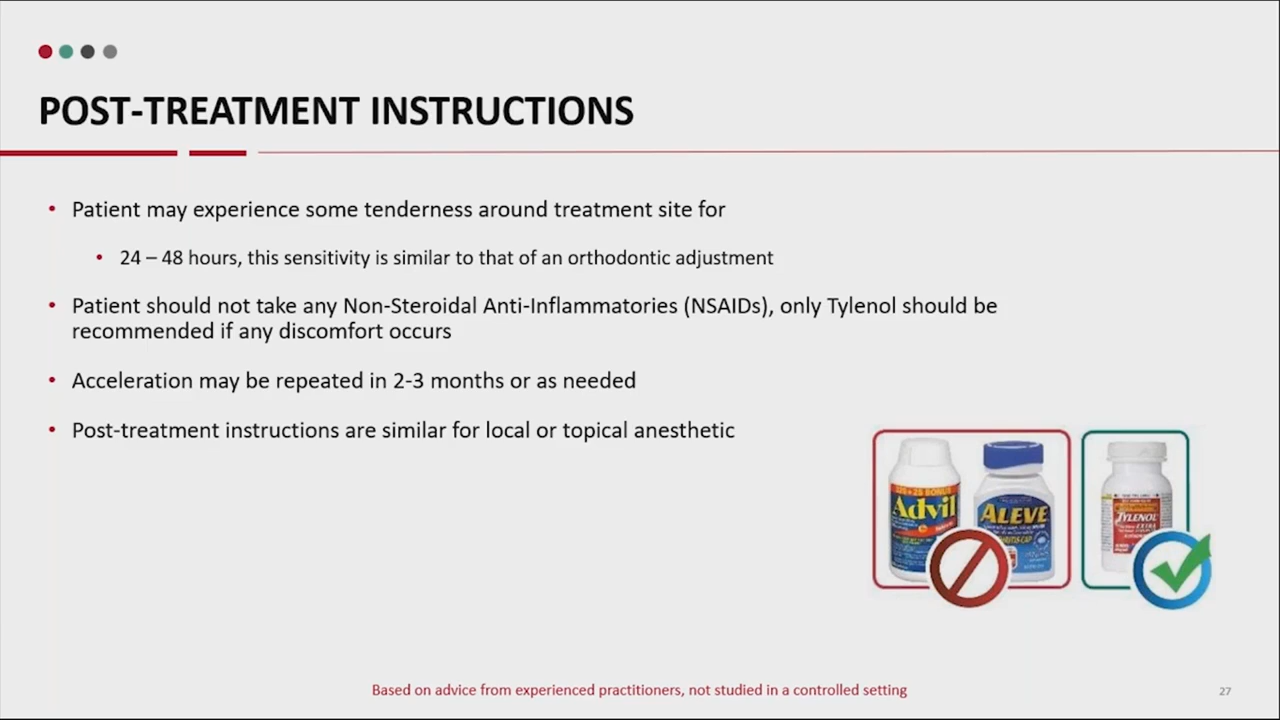 POST-TREATMENT INSTRUCTIONS
• Patient may experience some tenderness around treatment site for
• 24 – 48 hours, this sensitivity is similar to that of an orthodontic adjustment
• Patient should not take any Non-Steroidal Anti-Inflammatories (NSAIDs), only Tylenol should be
recommended if any discomfort occurs
• Acceleration may be repeated in 2-3 months or as needed
• Post-treatment instructions are similar for local or topical anesthetic
Advil
ALEVE
TYLENOL
Based on advice from experienced practitioners, not studied in a controlled setting
27